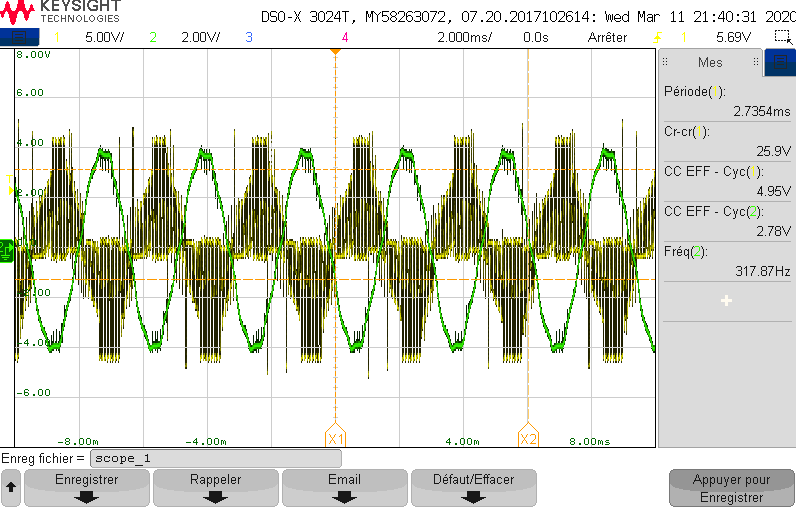 KEYSIGHT
TECHNOLOGIES
DSO-X 3024T, MY58263072, 07.20.2017102614: Wed Mar 11 21:40:31 2020
1 5.00V/ 2 2.00V/ 3 4 2.000ms/ 0.0s Arrêter 1 5.69V
8.00V
6.00
4.00
2.00
-2.00
-4.00
-6.00
-8.00m -4.00m 4.00m 8.00ms
X1 X2
T
2
Mes
Période( ):
2.7354ms
Cr-cr( ):
25.9V
CC EFF - Cyc( ):
4.95V
CC EFF - Cyc(2):
2.78V
Fréq(2):
317.87Hz
Enreg fichier = scope_1
Enregistrer Rappeler Email Défaut/Effacer Appuyer pour
Enregistrer